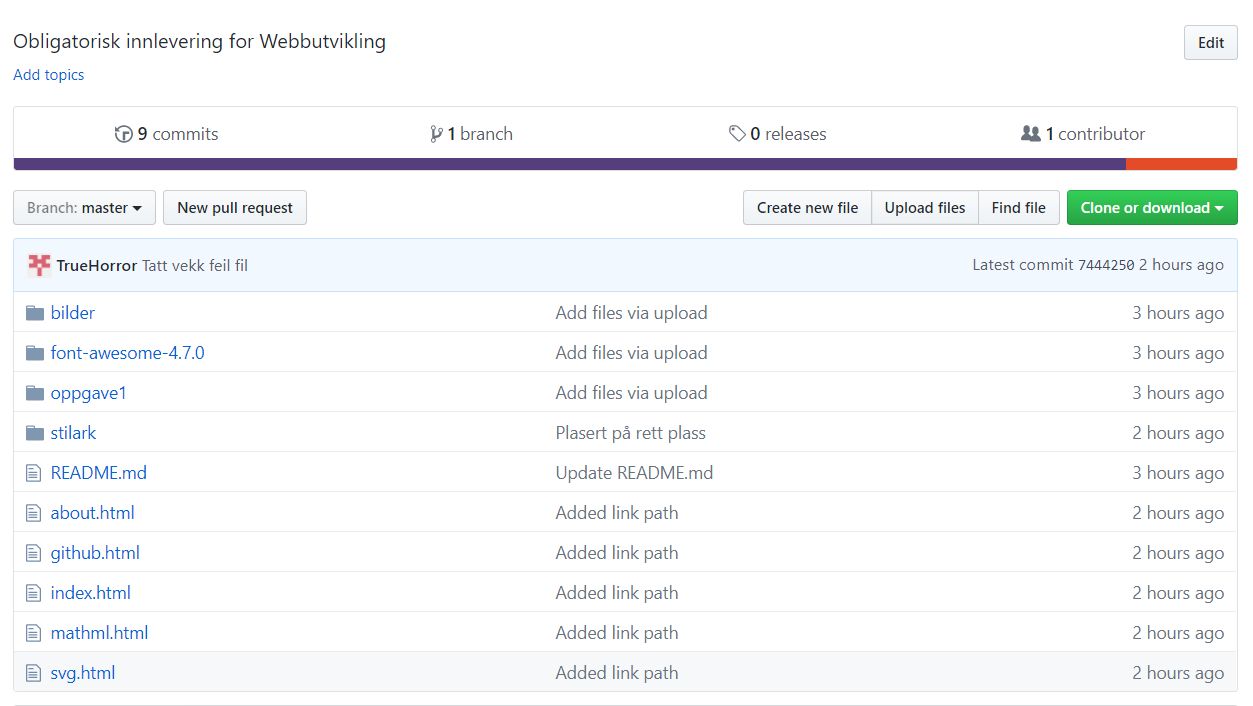 Obligatorisk innlevering for Webbutvikling Edit
Add topics
9 commits 1 branch 0 releases 1 contributor
Branch: master New pull request Create new file Upload files Find file Clone or download
TrueHorror Tatt vekk feil fil Latest commit 7444250 2 hours ago
bilder Add files via upload 3 hours ago
font-awesome-4.7.0 Add files via upload 3 hours ago
oppgave1 Add files via upload 3 hours ago
stilark Plasert på rett plass 2 hours ago
README.md Update README.md 3 hours ago
about.html Added link path 2 hours ago
github.html Added link path 2 hours ago
index.html Added link path 2 hours ago
mathml.html Added link path 2 hours ago
svg.html Added link path 2 hours ago